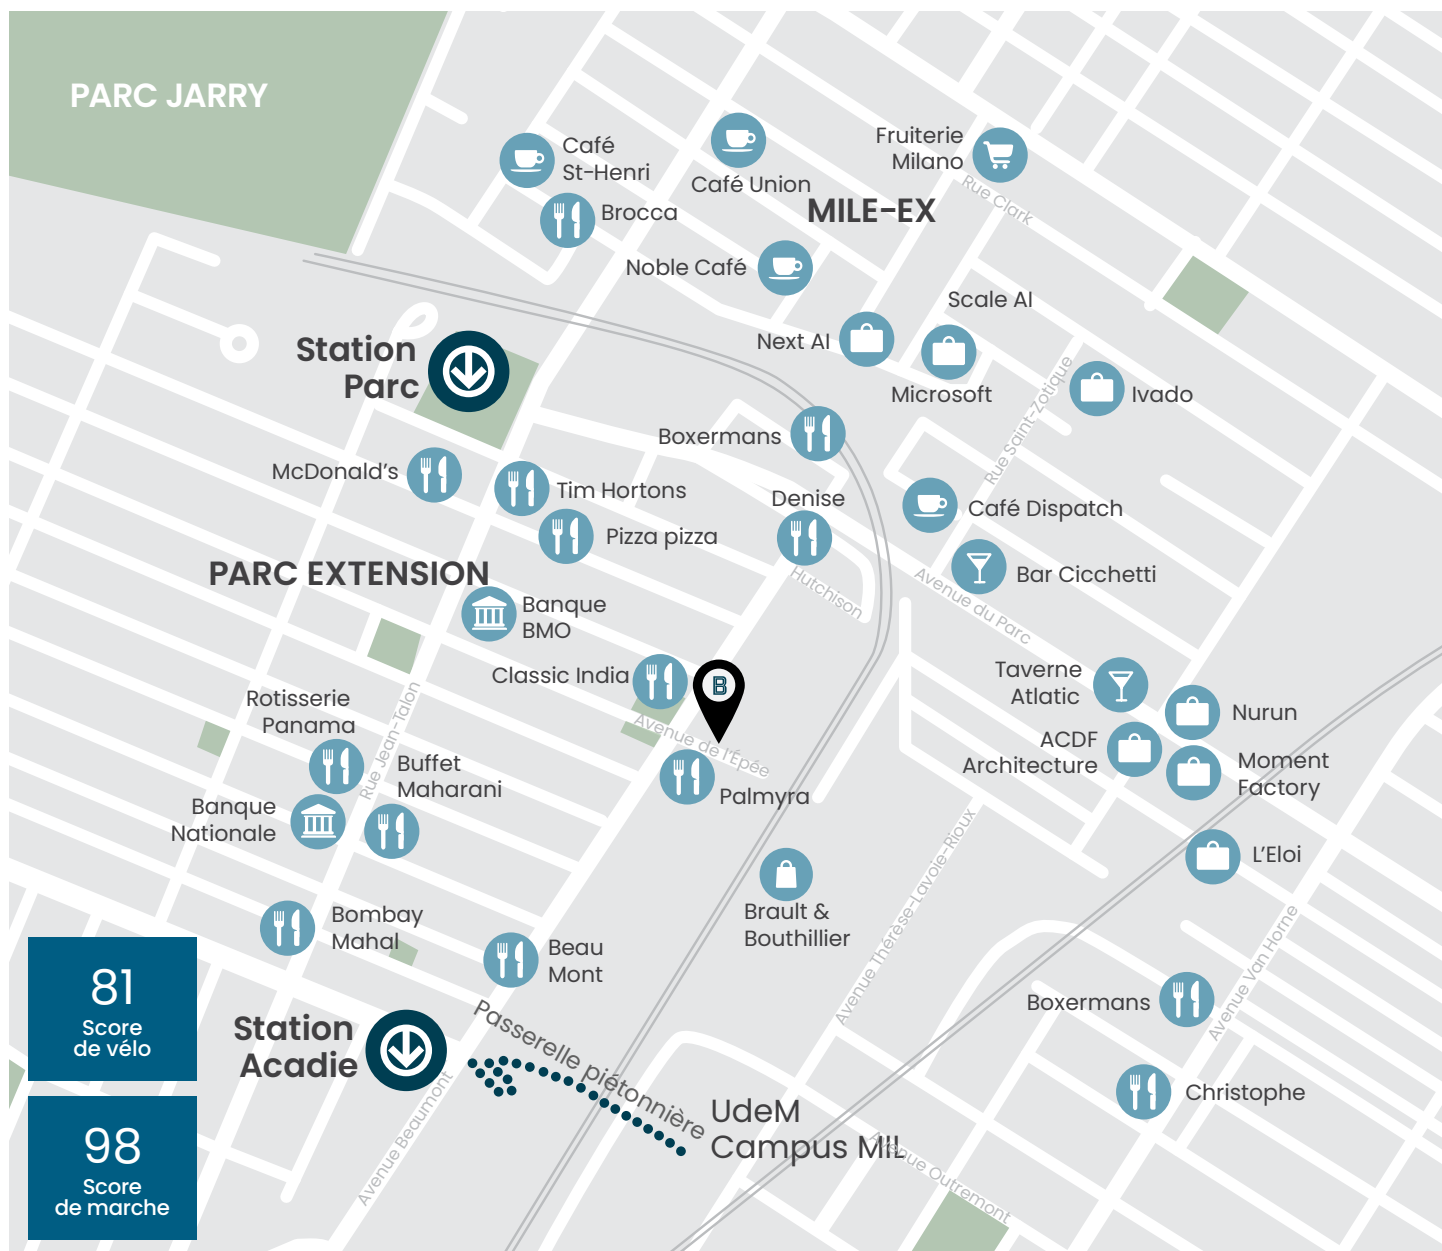 PARC JARRY
Café
St-Henri
Brocca
Café Union
Fruiterie
Milano
Rue Clark
MILE-EX
Noble Café
Scale AI
Next AI
Microsoft
Ivado
Rue Saint-Zotique
Station
Parc
Boxermans
McDonald's
Tim Hortons
Denise
Café Dispatch
Pizza pizza
PARC EXTENSION
Hutchison
Avenue du Parc
Bar Cicchetti
Banque
BMO
Classic India
B
Taverne
Atlatic
Rotisserie
Panama
Rue Jean-Talon
Avenue de l'Épée
Nurun
ACDF
Architecture
Moment
Factory
Buffet
Maharani
Palmyra
Banque
Nationale
L'Eloi
Avenue Thérèse-Lavoie-Rioux
Brault &
Bouthillier
Bombay
Mahal
Beau
Mont
Avenue Van Horne
81
Score
de vélo
Station
Acadie
Passerelle piétonnière
Boxermans
Christophe
UdeM
Campus MIL
Avenue Beaumont
Avenue Outremont
98
Score
de marche